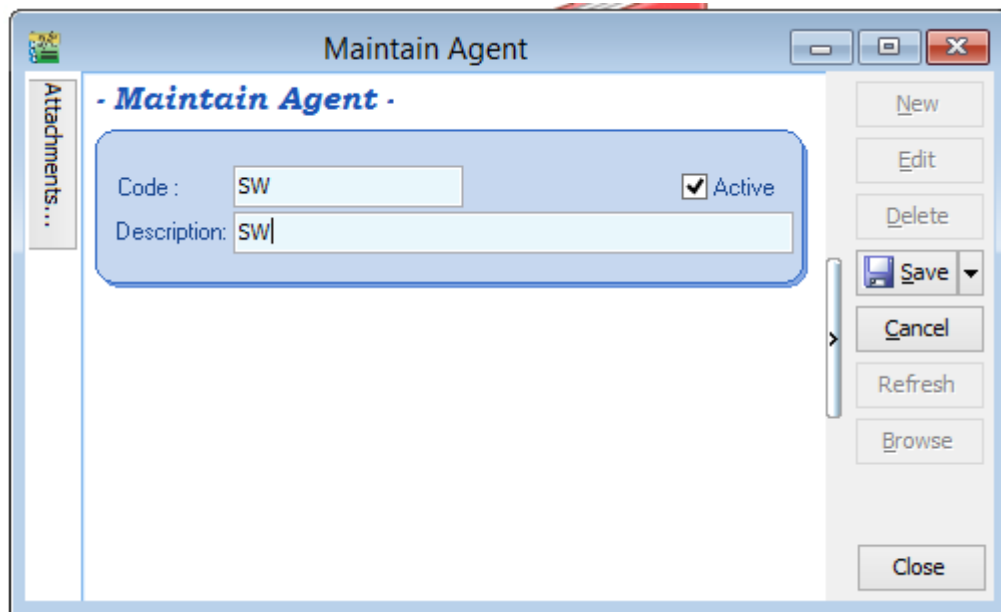 Maintain Agent
Attachments...
- Maintain Agent -
Code : SW Active
Description: SW
New
Edit
Delete
Save
Cancel
Refresh
Browse
Close